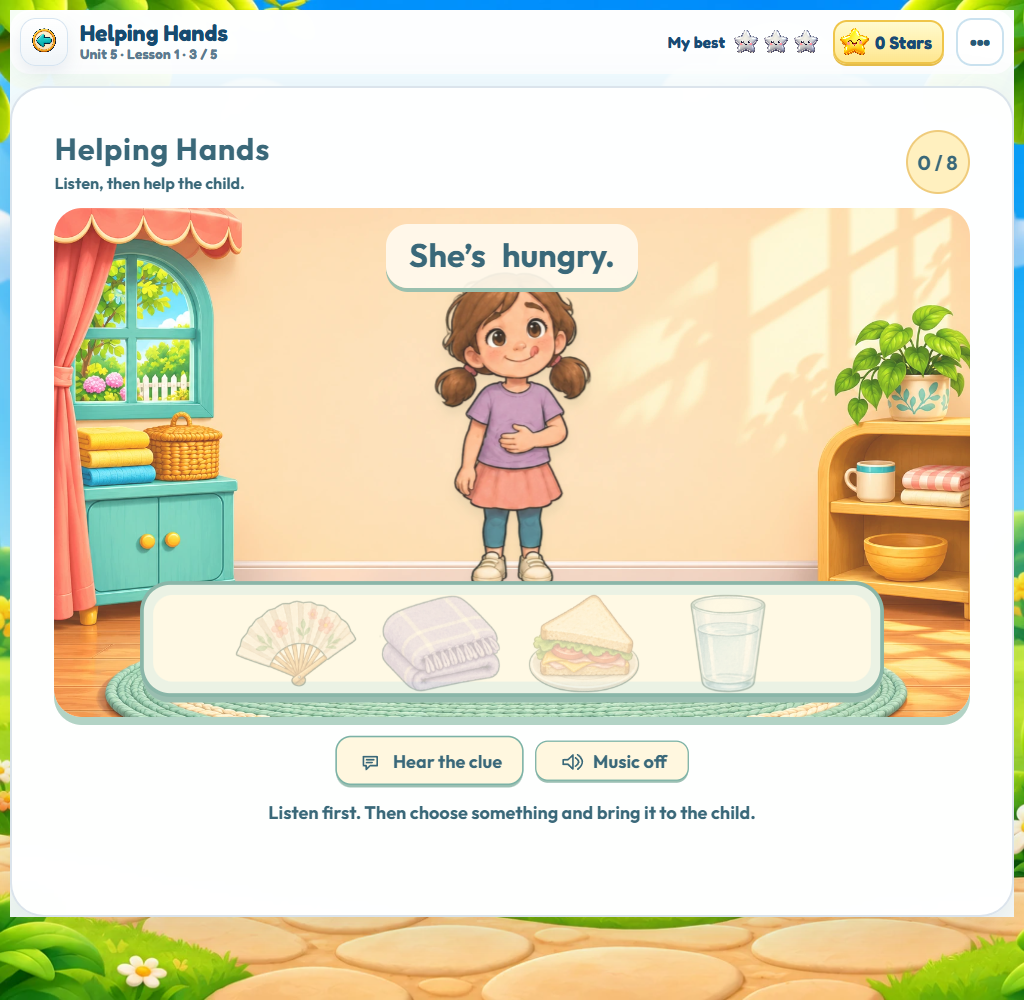 Helping Hands
Unit 5 · Lesson 1 · 3 / 5
My best
0 Stars
Helping Hands
Listen, then help the child.
0 / 8
She’s hungry.
Hear the clue
Music off
Listen first. Then choose something and bring it to the child.